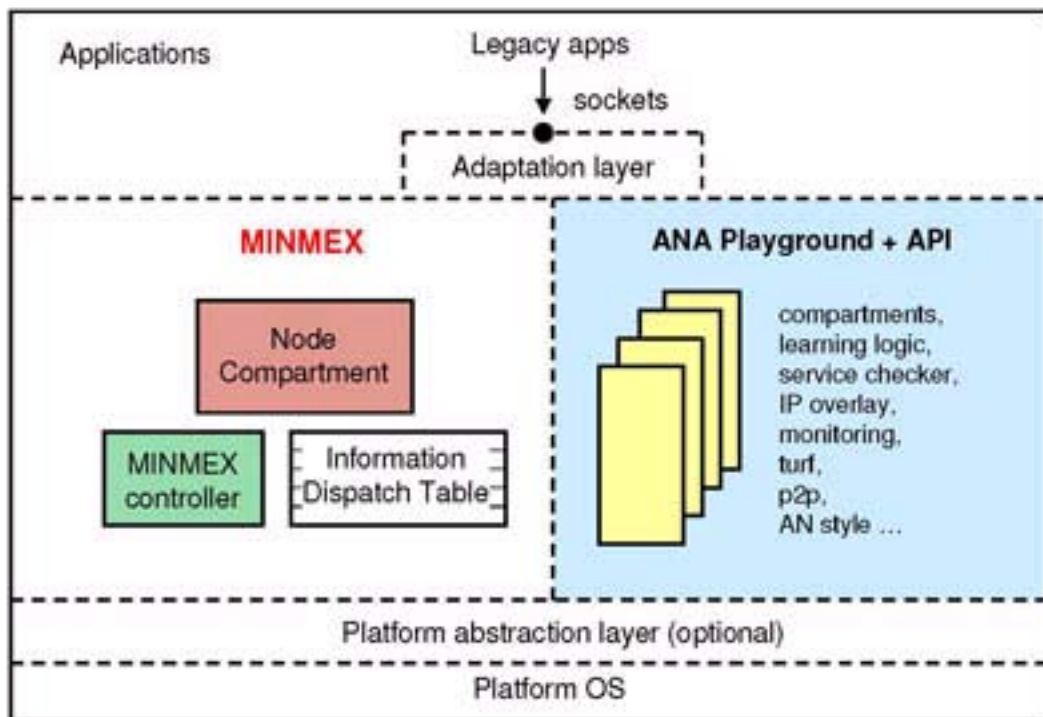 Applications
Legacy apps
sockets
Adaptation layer
MINMEX
Node
Compartment
MINMEX
controller
Information
Dispatch Table
ANA Playground + API
compartments,
learning logic,
service checker,
IP overlay,
monitoring,
turf,
p2p,
AN style ...
Platform abstraction layer (optional)
Platform OS